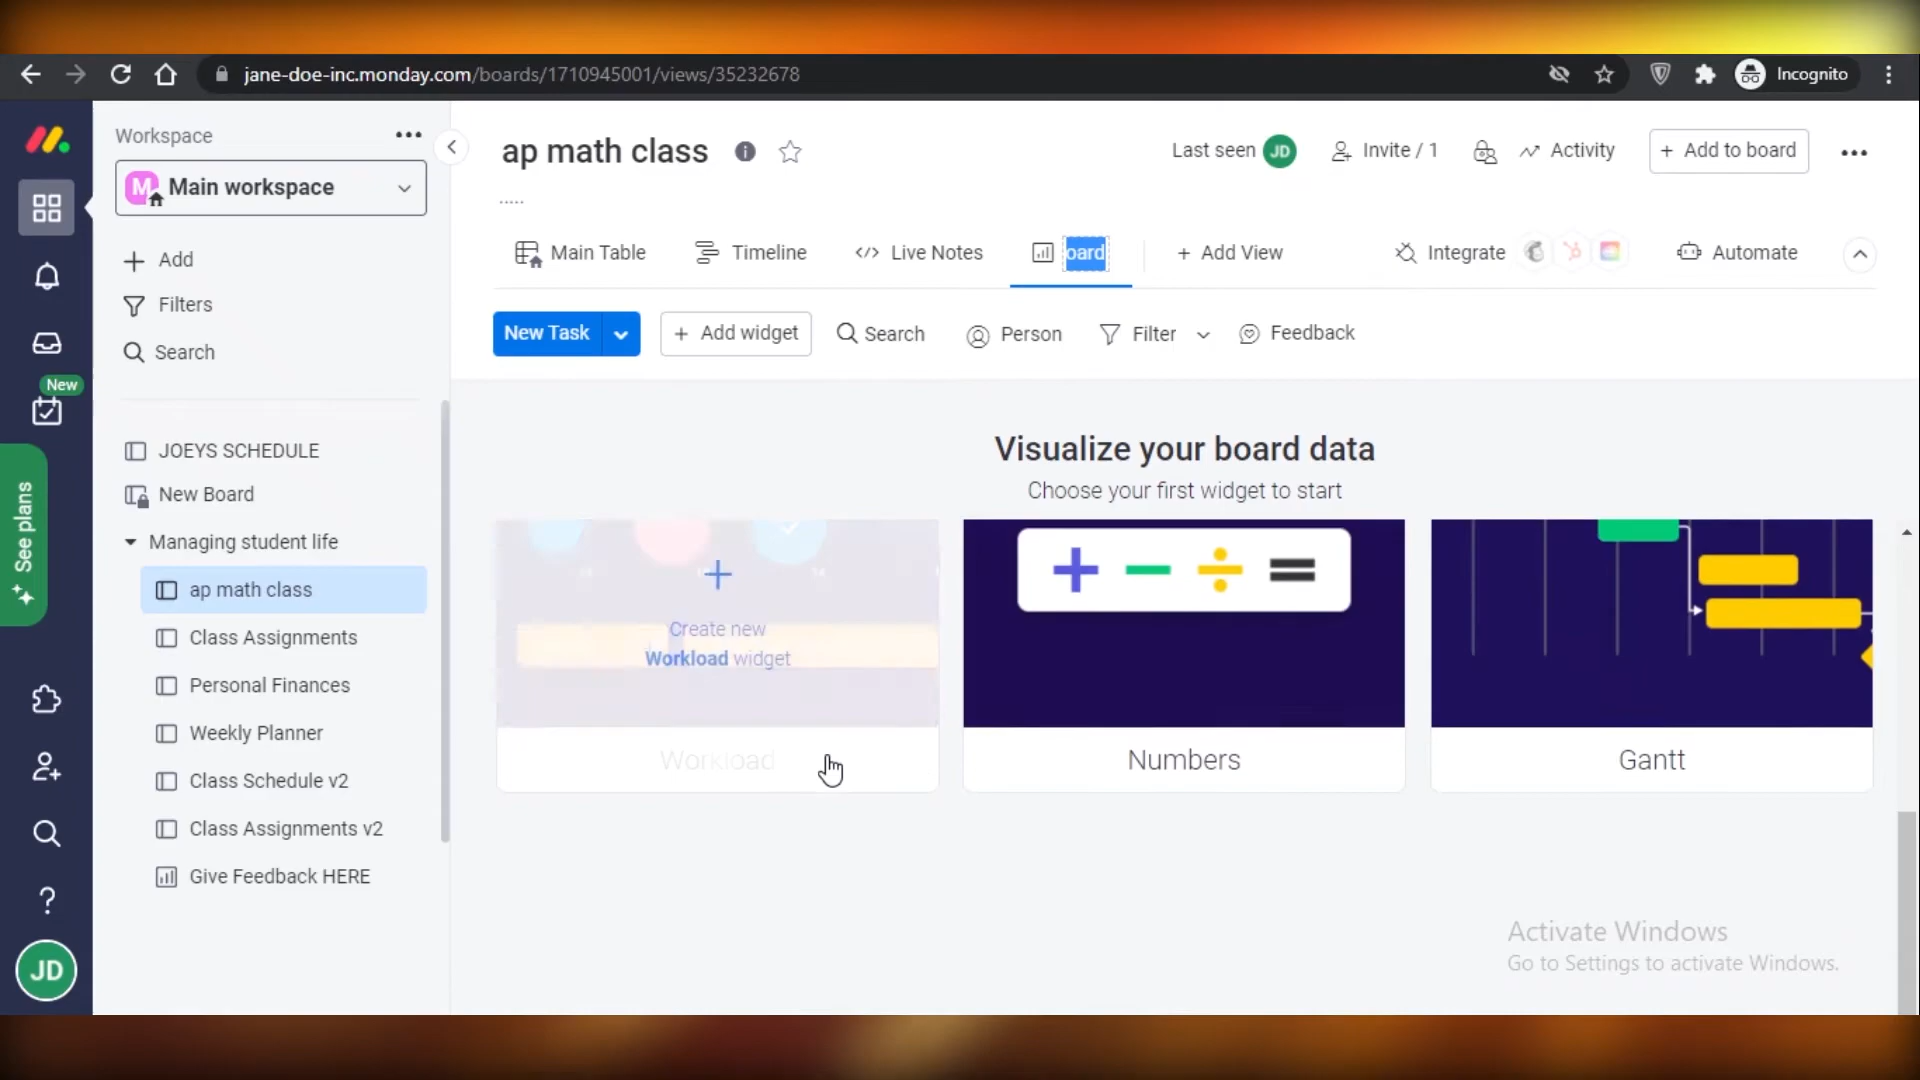 jane-doe-inc.monday.com/boards/1710945001/views/35232678
Incognito
Workspace
M Main workspace
Add
Filters
Search
New
See plans
JOEYS SCHEDULE
New Board
Managing student life
ap math class
Class Assignments
Personal Finances
Weekly Planner
Class Schedule v2
Class Assignments v2
Give Feedback HERE
JD
ap math class
Last seen JD
Invite / 1
Activity
+ Add to board
.....
Main Table
Timeline
Live Notes
oard
+ Add View
Integrate
Automate
New Task
+ Add widget
Search
Person
Filter
Feedback
Visualize your board data
Choose your first widget to start
+
Create new
Workload widget
Workload
+ − ÷ =
Numbers
Gantt
Activate Windows
Go to Settings to activate Windows.